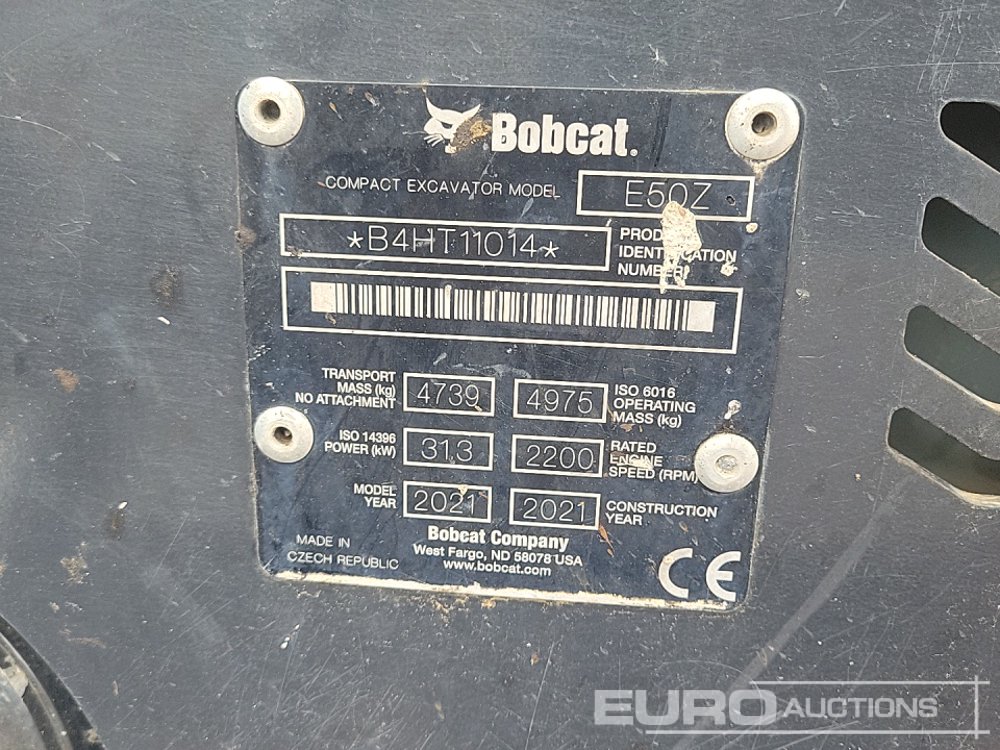 Bobcat.
COMPACT EXCAVATOR MODEL E50Z
*B4HT11014*
PRODUCT
IDENTIFICATION
NUMBER
TRANSPORT
MASS (kg)
NO ATTACHMENT
4739
4975
ISO 6016
OPERATING
MASS (kg)
ISO 14396
POWER (kW)
31.3
2200
RATED
ENGINE
SPEED (RPM)
MODEL
YEAR
2021
2021
CONSTRUCTION
YEAR
MADE IN
CZECH REPUBLIC
Bobcat Company
West Fargo, ND 58078 USA
www.bobcat.com
CE
EURO AUCTIONS